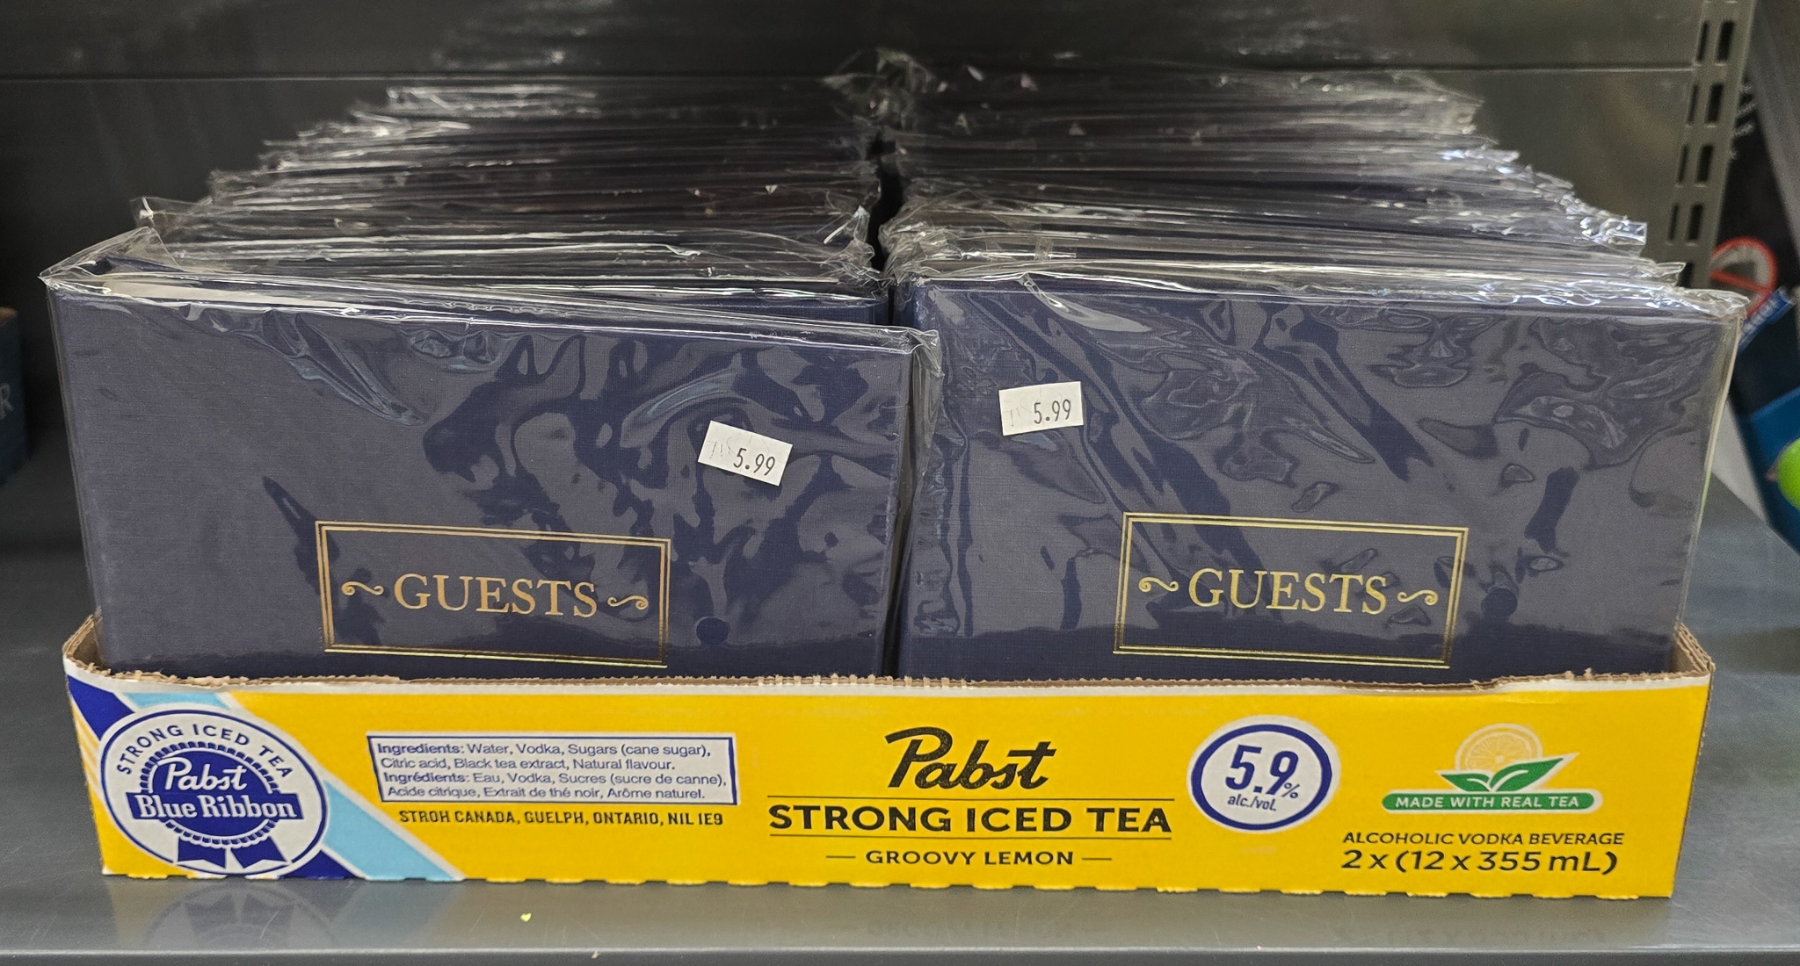 5.99
5.99
~GUESTS~
~GUESTS~
STRONG ICED TEA
Pabst
Blue Ribbon
Ingredients: Water, Vodka, Sugars (cane sugar),
Citric acid, Black tea extract, Natural flavour.
Ingrédients: Eau, Vodka, Sucres (sucre de canne),
Acide citrique, Extrait de thé noir, Arôme naturel.
STROH CANADA, GUELPH, ONTARIO, N1L 1E9
Pabst
STRONG ICED TEA
— GROOVY LEMON —
5.9%
alc./vol.
MADE WITH REAL TEA
ALCOHOLIC VODKA BEVERAGE
2 x (12 x 355 mL)